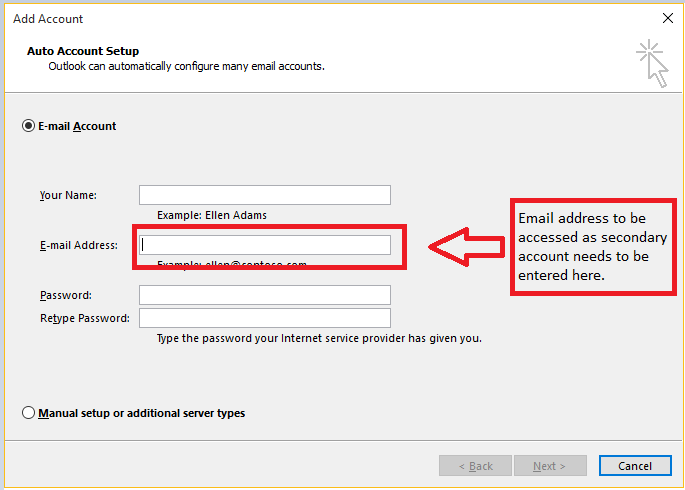 Add Account
Auto Account Setup
Outlook can automatically configure many email accounts.
E-mail Account
Your Name:
Example: Ellen Adams
E-mail Address:
Example: ellen@contoso.com
Email address to be
accessed as secondary
account needs to be
entered here.
Password:
Retype Password:
Type the password your Internet service provider has given you.
Manual setup or additional server types
< Back
Next >
Cancel